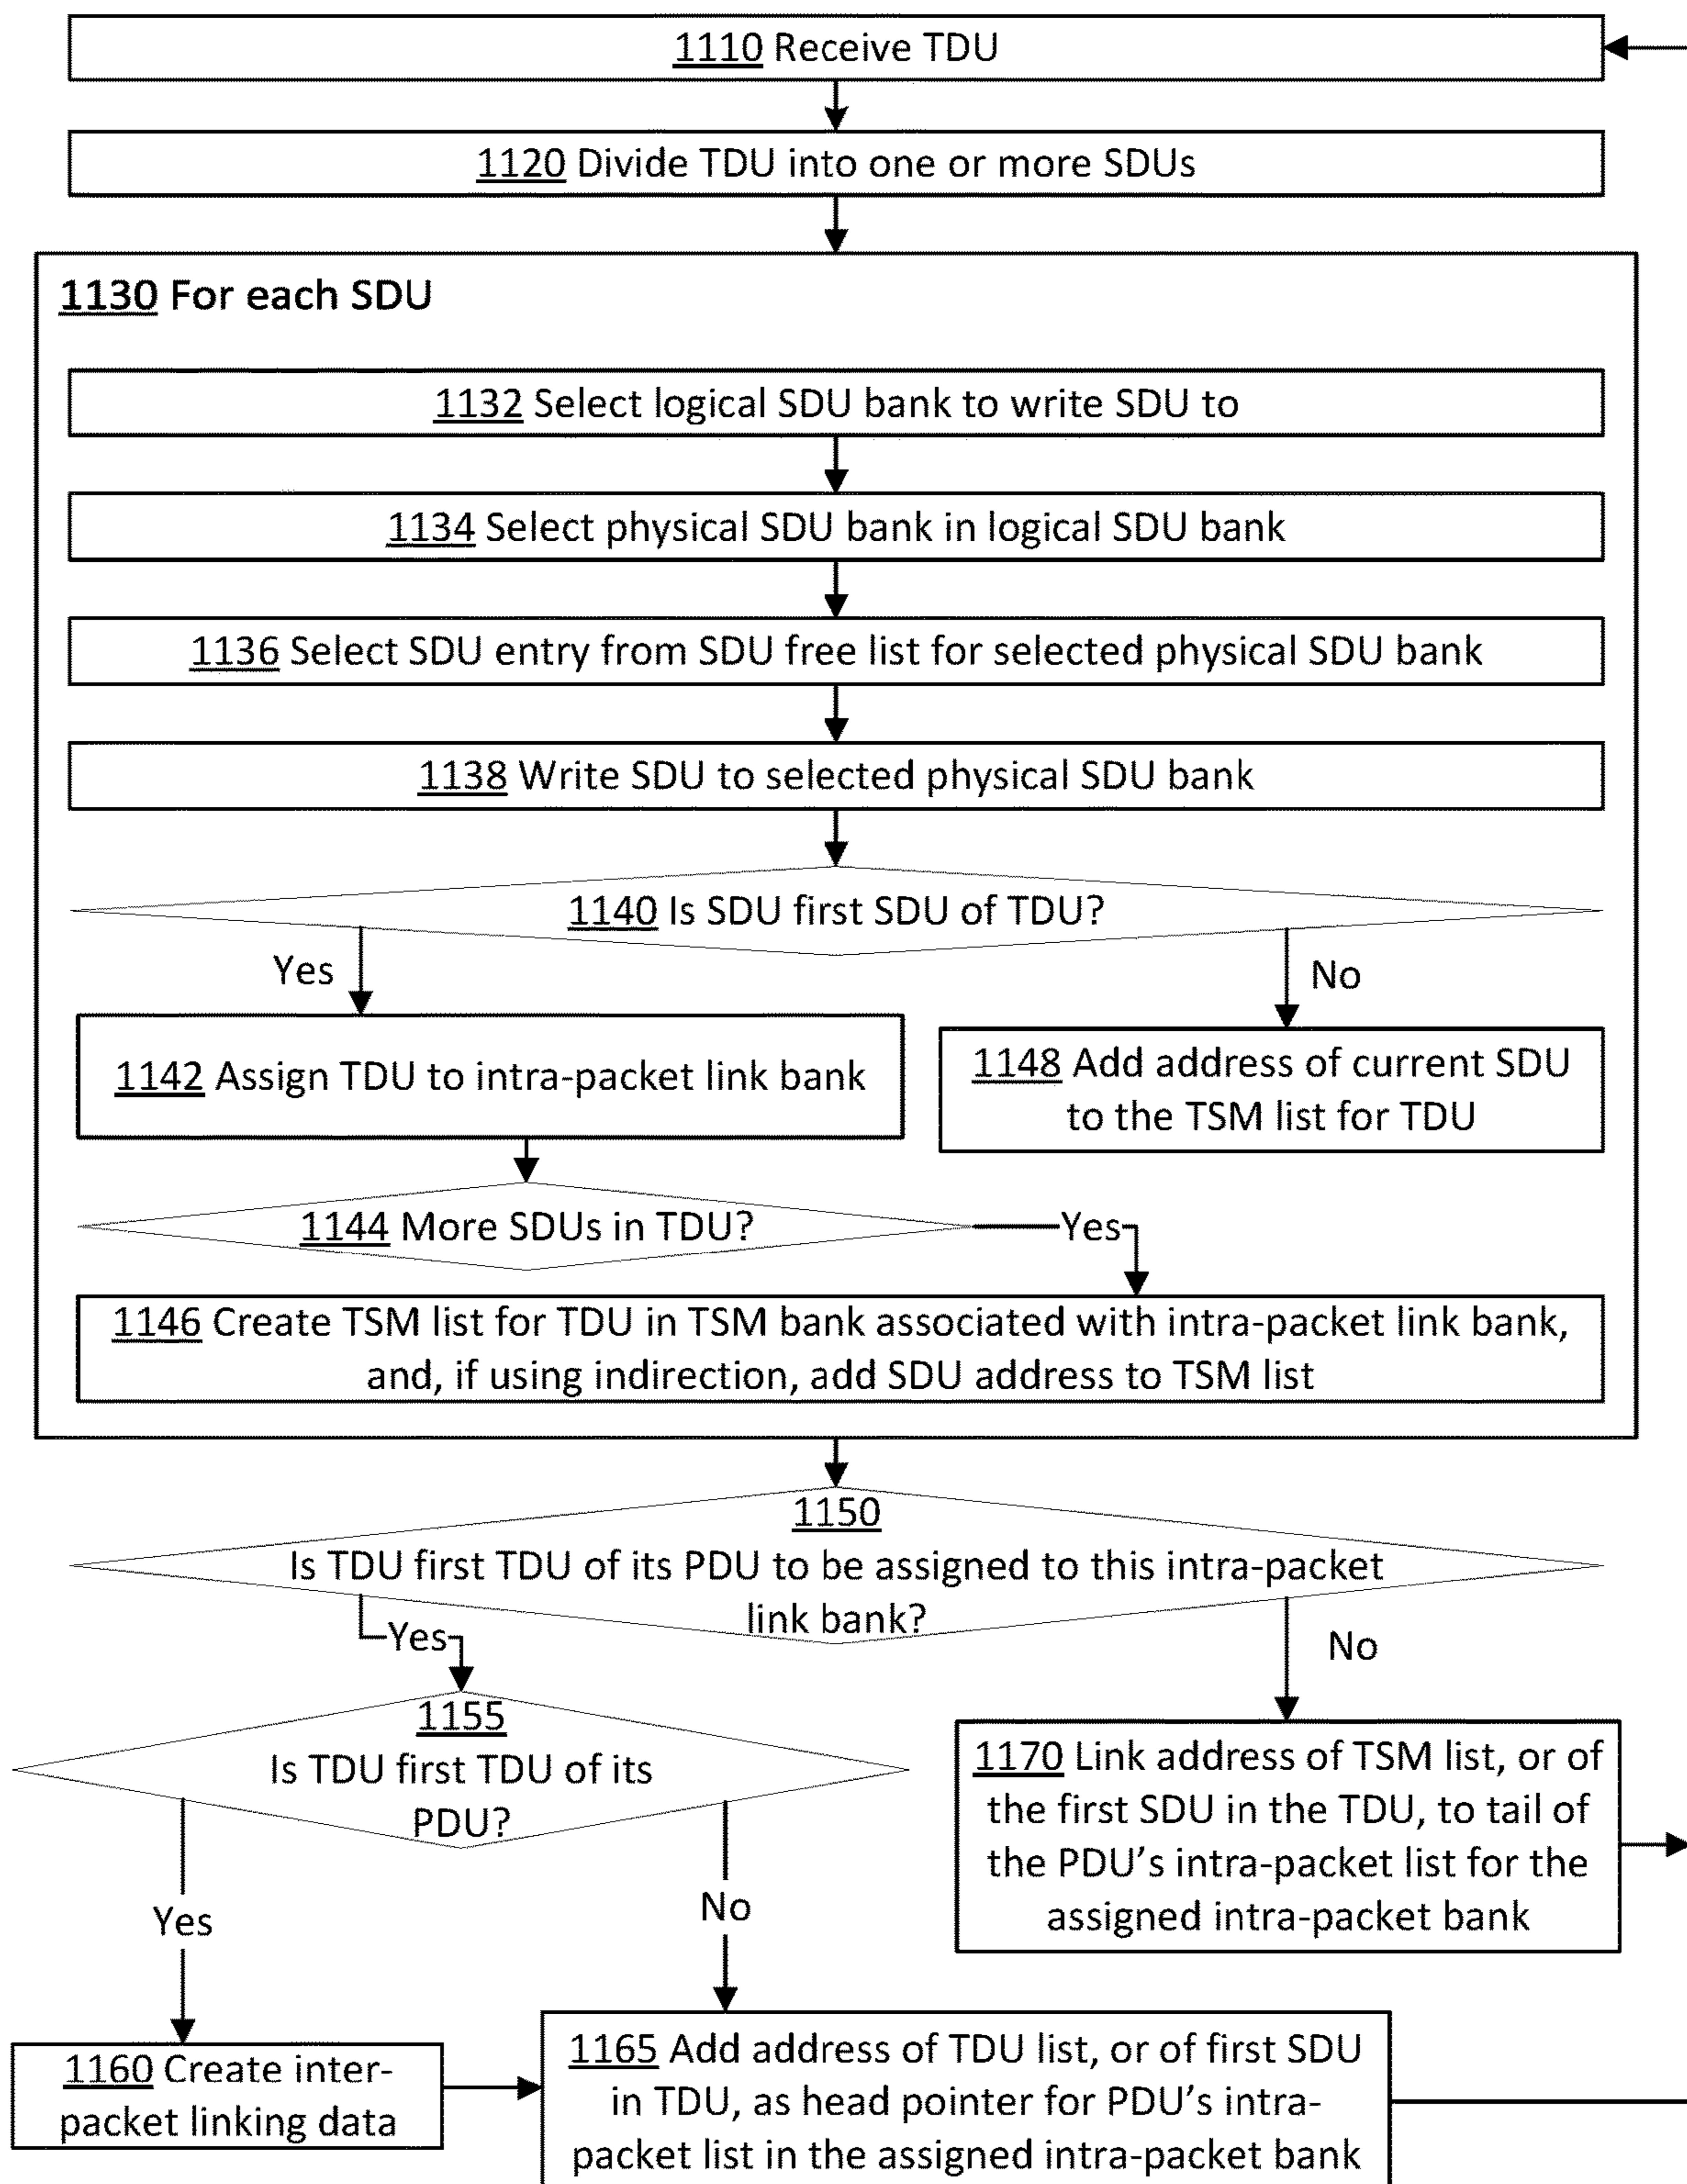 1110 Receive TDU
1120 Divide TDU into one or more SDUs
1130 For each SDU
1132 Select logical SDU bank to write SDU to
1134 Select physical SDU bank in logical SDU bank
1136 Select SDU entry from SDU free list for selected physical SDU bank
1138 Write SDU to selected physical SDU bank
1140 Is SDU first SDU of TDU?
Yes
No
1142 Assign TDU to intra-packet link bank
1148 Add address of current SDU
to the TSM list for TDU
1144 More SDUs in TDU?
Yes
1146 Create TSM list for TDU in TSM bank associated with intra-packet link bank,
and, if using indirection, add SDU address to TSM list
1150
Is TDU first TDU of its PDU to be assigned to this intra-packet
link bank?
Yes
No
1155
Is TDU first TDU of its
PDU?
1170 Link address of TSM list, or of
the first SDU in the TDU, to tail of
the PDU's intra-packet list for the
assigned intra-packet bank
Yes
No
1160 Create inter-
packet linking data
1165 Add address of TDU list, or of first SDU
in TDU, as head pointer for PDU's intra-
packet list in the assigned intra-packet bank